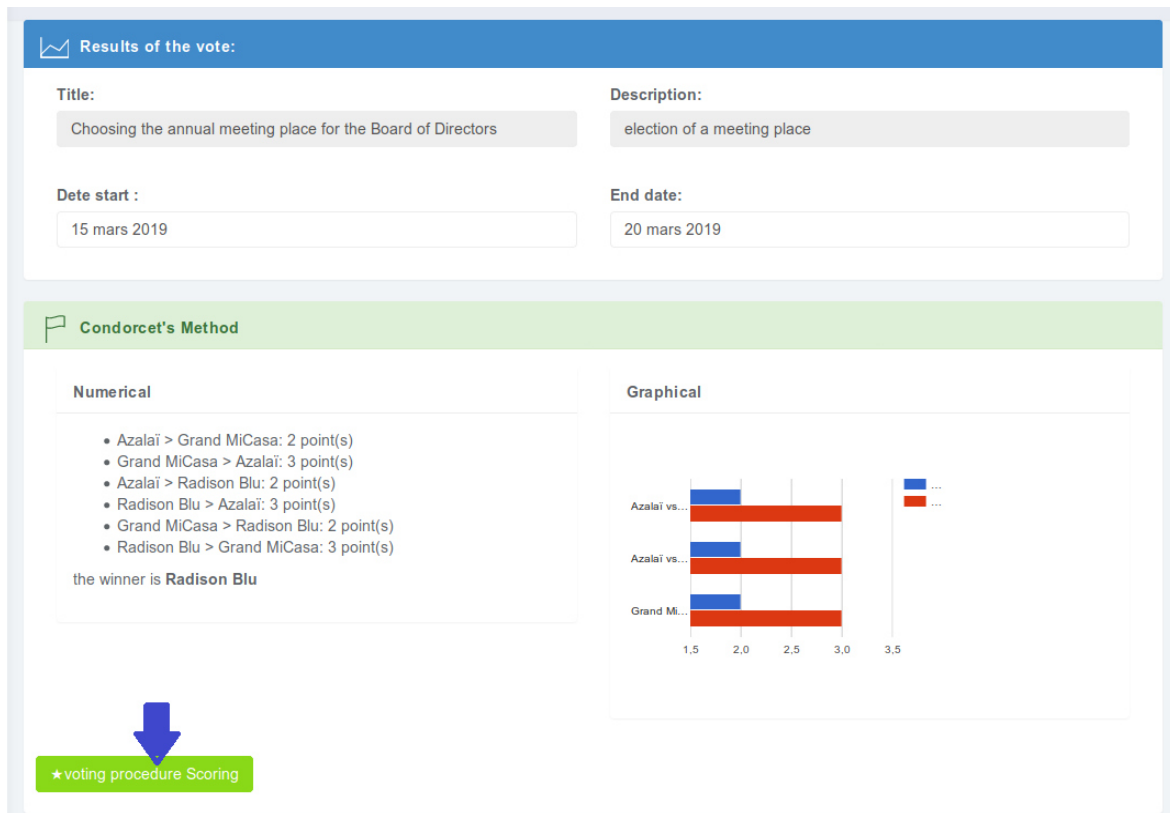 Results of the vote:
Title:
Description:
Choosing the annual meeting place for the Board of Directors
election of a meeting place
Dete start :
End date:
15 mars 2019
20 mars 2019
Condorcet's Method
Numerical
• Azalaï > Grand MiCasa: 2 point(s)
• Grand MiCasa > Azalaï: 3 point(s)
• Azalaï > Radison Blu: 2 point(s)
• Radison Blu > Azalaï: 3 point(s)
• Grand MiCasa > Radison Blu: 2 point(s)
• Radison Blu > Grand MiCasa: 3 point(s)
the winner is Radison Blu
Graphical
...
...
Azalaï vs...
Azalaï vs...
Grand Mi...
1,5 2,0 2,5 3,0 3,5
★voting procedure Scoring